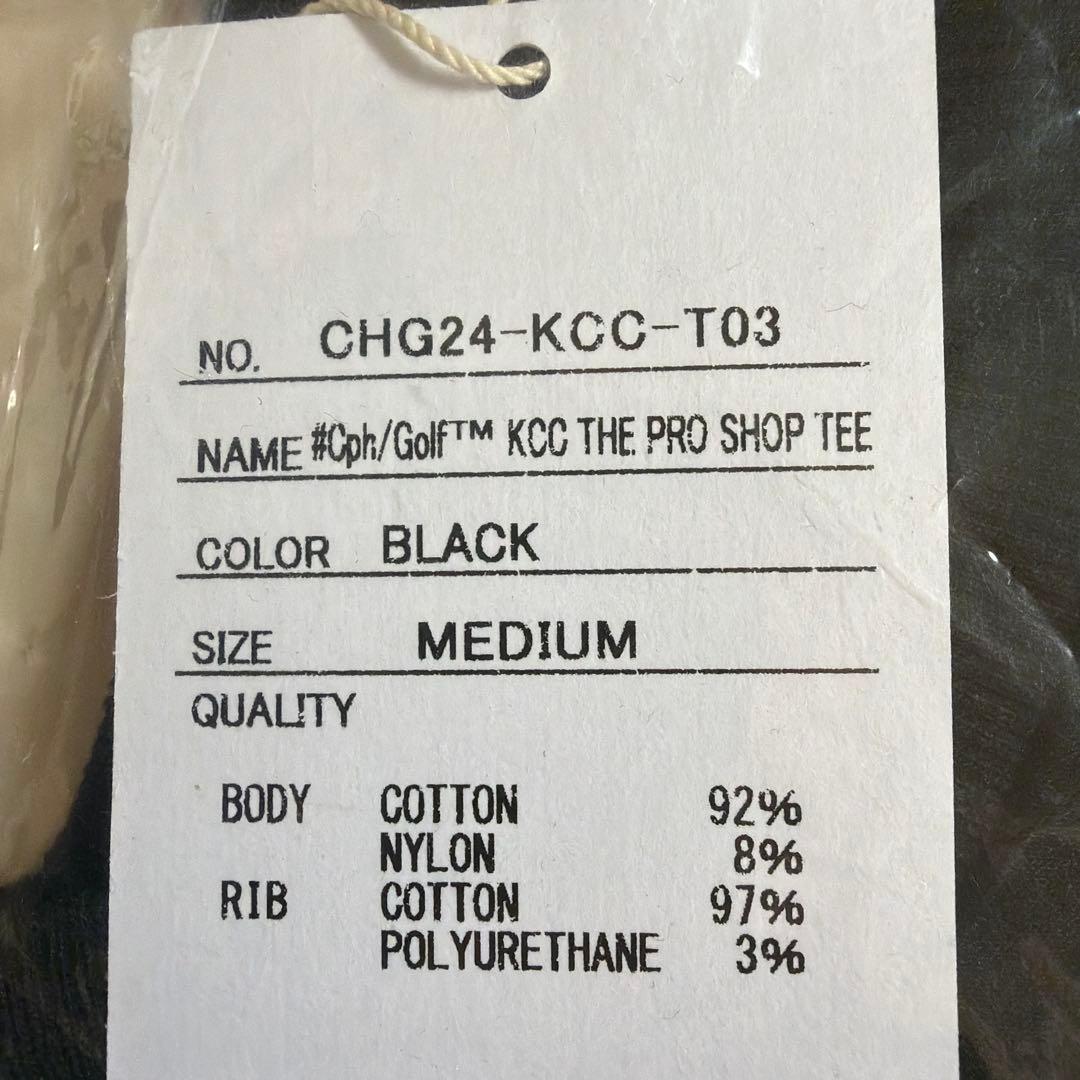 NO. CHG24-KCC-T03
NAME #Cph/Golf™ KCC THE PRO SHOP TEE
COLOR BLACK
SIZE MEDIUM
QUALITY
BODY COTTON 92%
NYLON 8%
RIB COTTON 97%
POLYURETHANE 3%